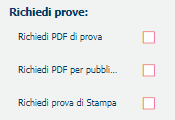 Richiedi prove:
Richiedi PDF di prova
Richiedi PDF per pubbli...
Richiedi prova di Stampa